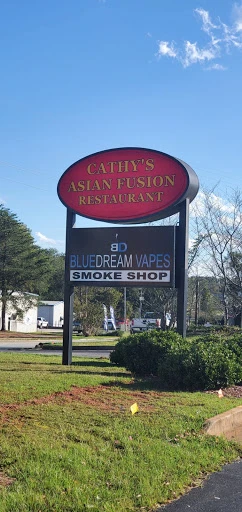 CATHY'S
ASIAN FUSION
RESTAURANT
BD
BLUEDREAM VAPES
SMOKE SHOP